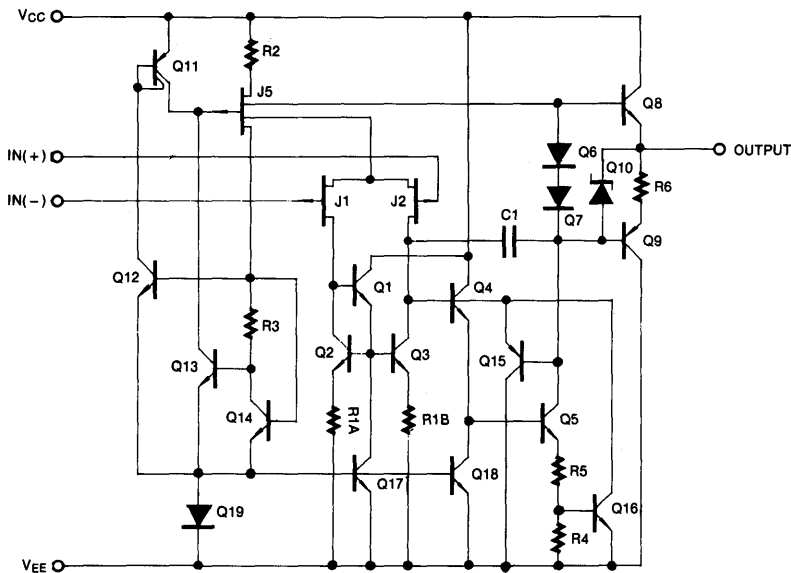 VCC
Q11
R2
J5
Q8
IN(+)
Q6
Q10
OUTPUT
R6
IN(−)
J1
J2
C1
Q7
Q9
Q12
Q1
Q4
R3
Q2
Q3
Q15
Q13
Q14
R1A
R1B
Q5
Q17
Q18
R5
Q16
Q19
R4
VEE